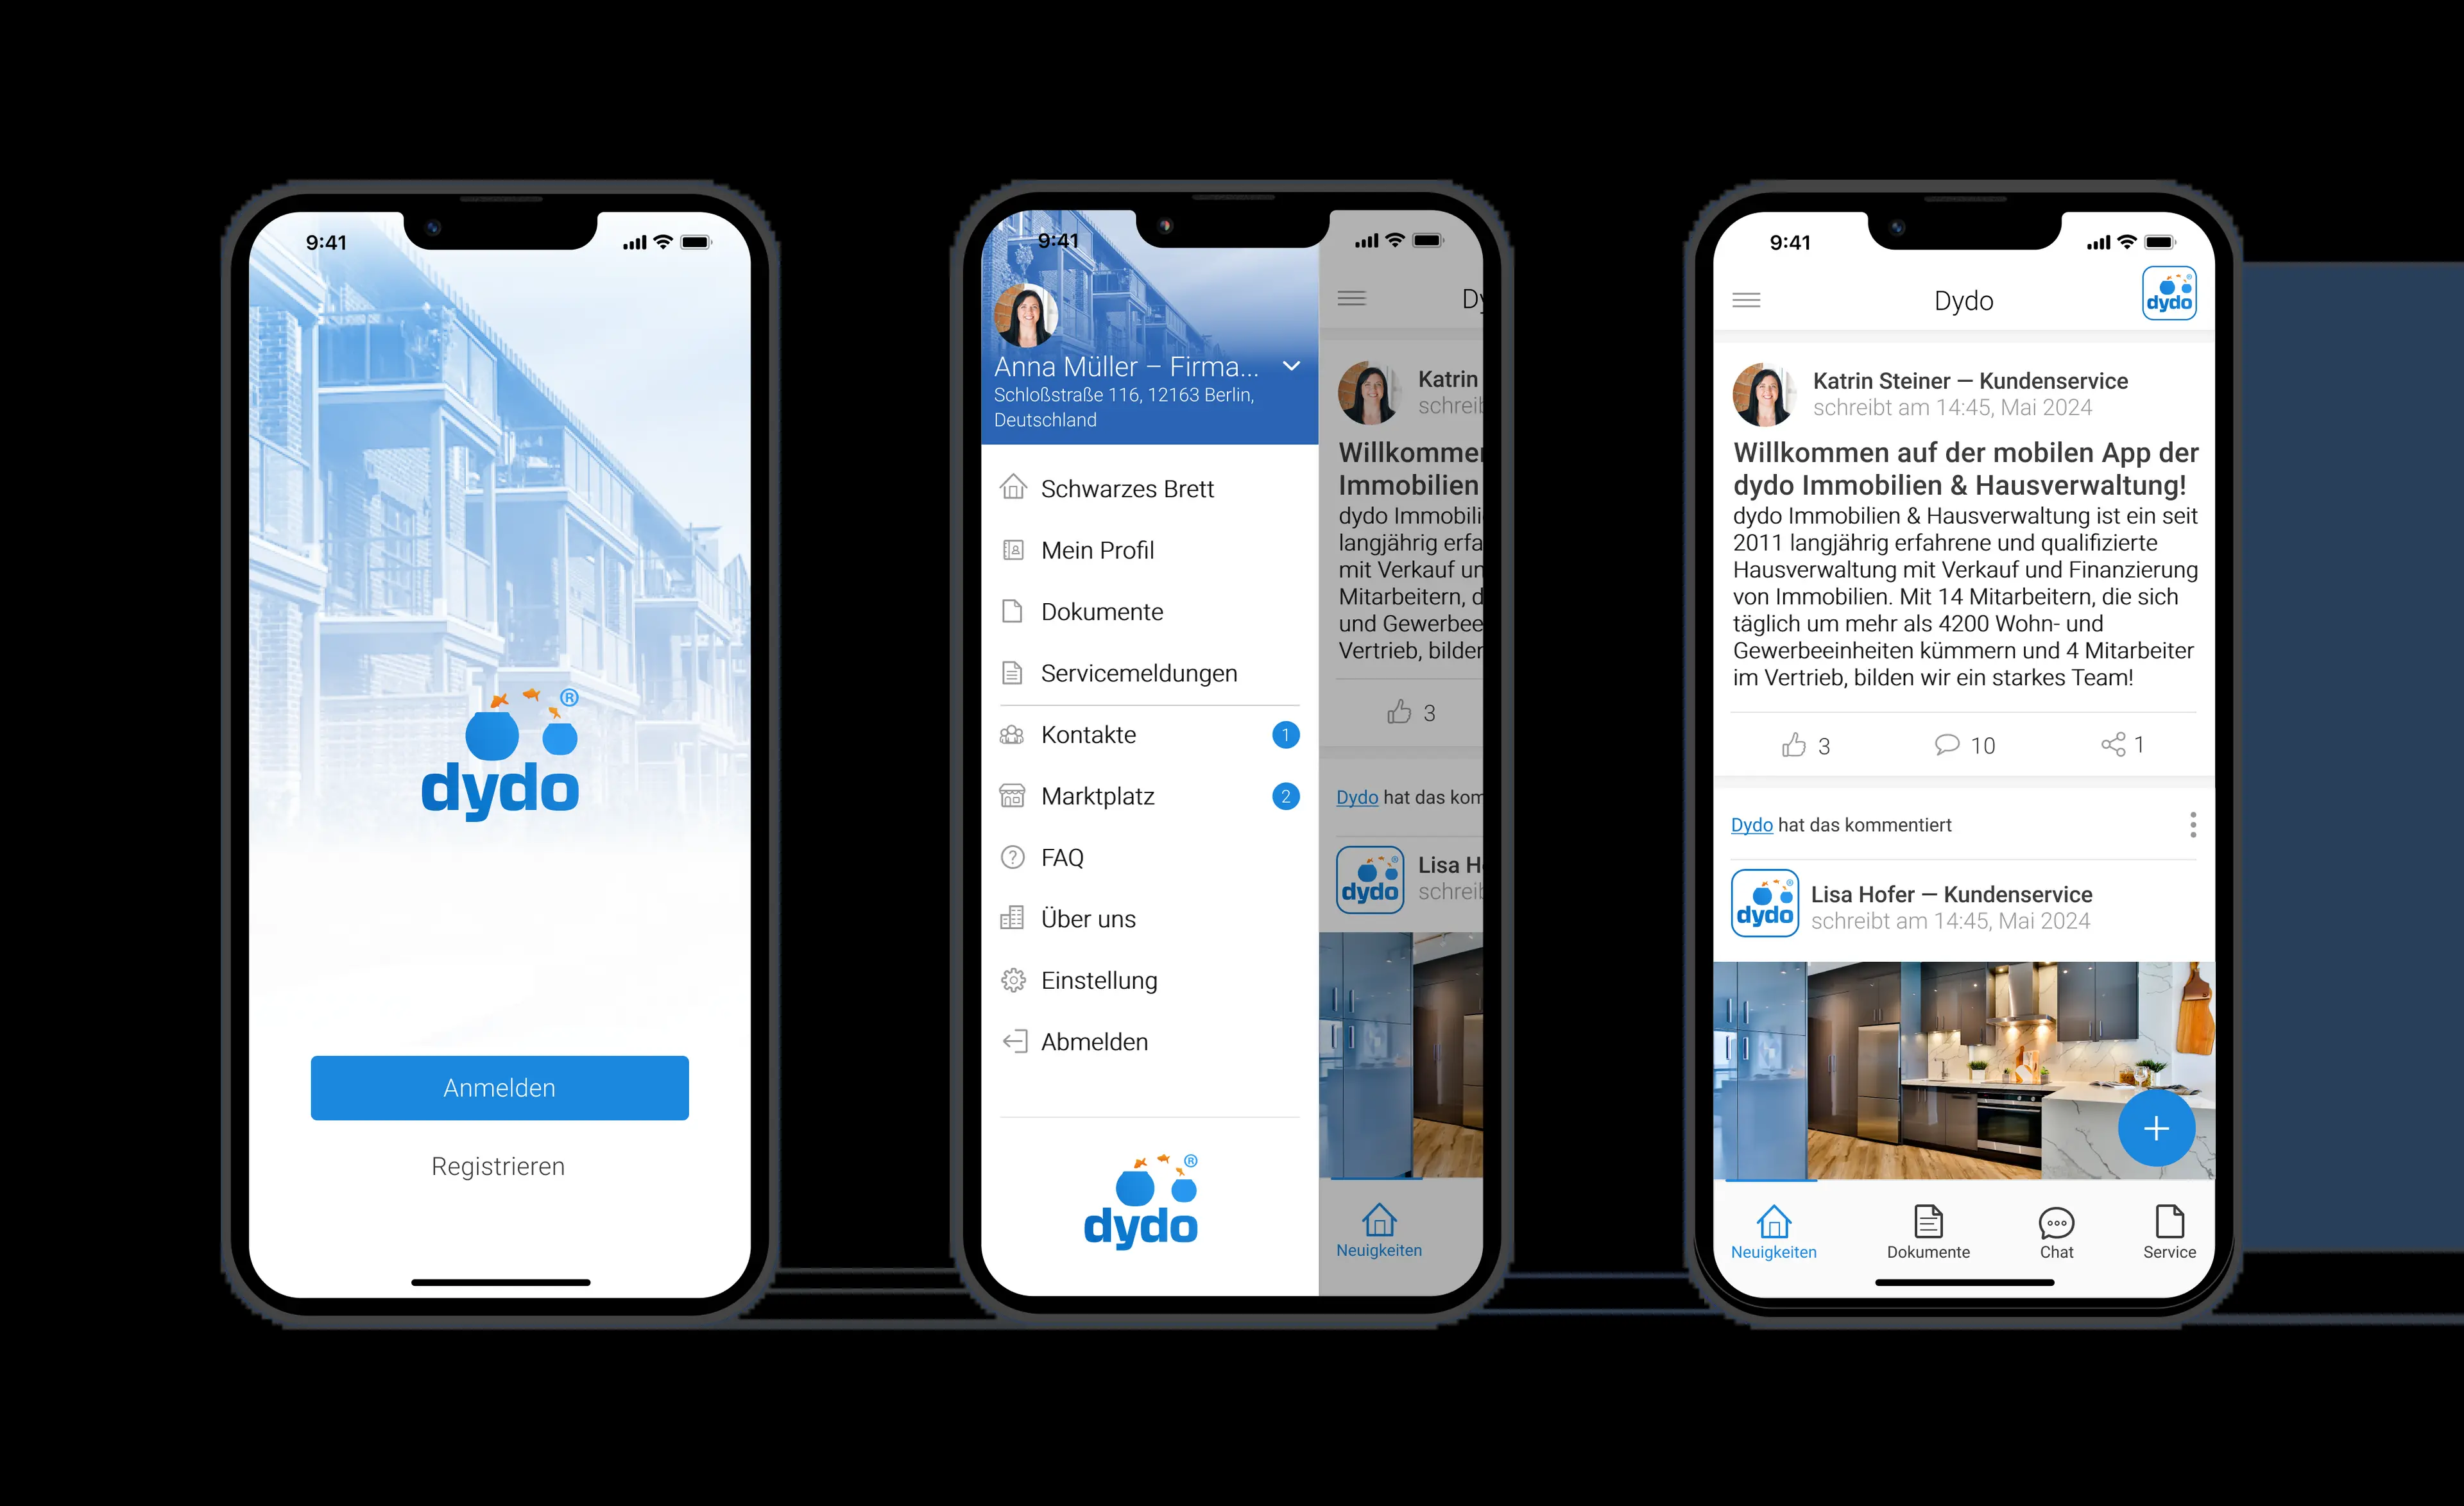 9:41
®
dydo
Anmelden
Registrieren
9:41
Anna Müller – Firma...
Schloßstraße 116, 12163 Berlin,
Deutschland
Schwarzes Brett
Mein Profil
Dokumente
Servicemeldungen
Kontakte 1
Marktplatz 2
FAQ
Über uns
Einstellung
Abmelden
®
dydo
Dy
Katrin
schreib
Willkommen
Immobilien
dydo Immobili
langjährig erfa
mit Verkauf un
Mitarbeitern, d
und Gewerbee
Vertrieb, bilden
3
Dydo hat das kom
dydo
Lisa H
schreib
Neuigkeiten
9:41
Dydo
dydo
Katrin Steiner — Kundenservice
schreibt am 14:45, Mai 2024
Willkommen auf der mobilen App der
dydo Immobilien & Hausverwaltung!
dydo Immobilien & Hausverwaltung ist ein seit
2011 langjährig erfahrene und qualifizierte
Hausverwaltung mit Verkauf und Finanzierung
von Immobilien. Mit 14 Mitarbeitern, die sich
täglich um mehr als 4200 Wohn- und
Gewerbeeinheiten kümmern und 4 Mitarbeiter
im Vertrieb, bilden wir ein starkes Team!
3 10 1
Dydo hat das kommentiert
dydo
Lisa Hofer — Kundenservice
schreibt am 14:45, Mai 2024
Neuigkeiten Dokumente Chat Service